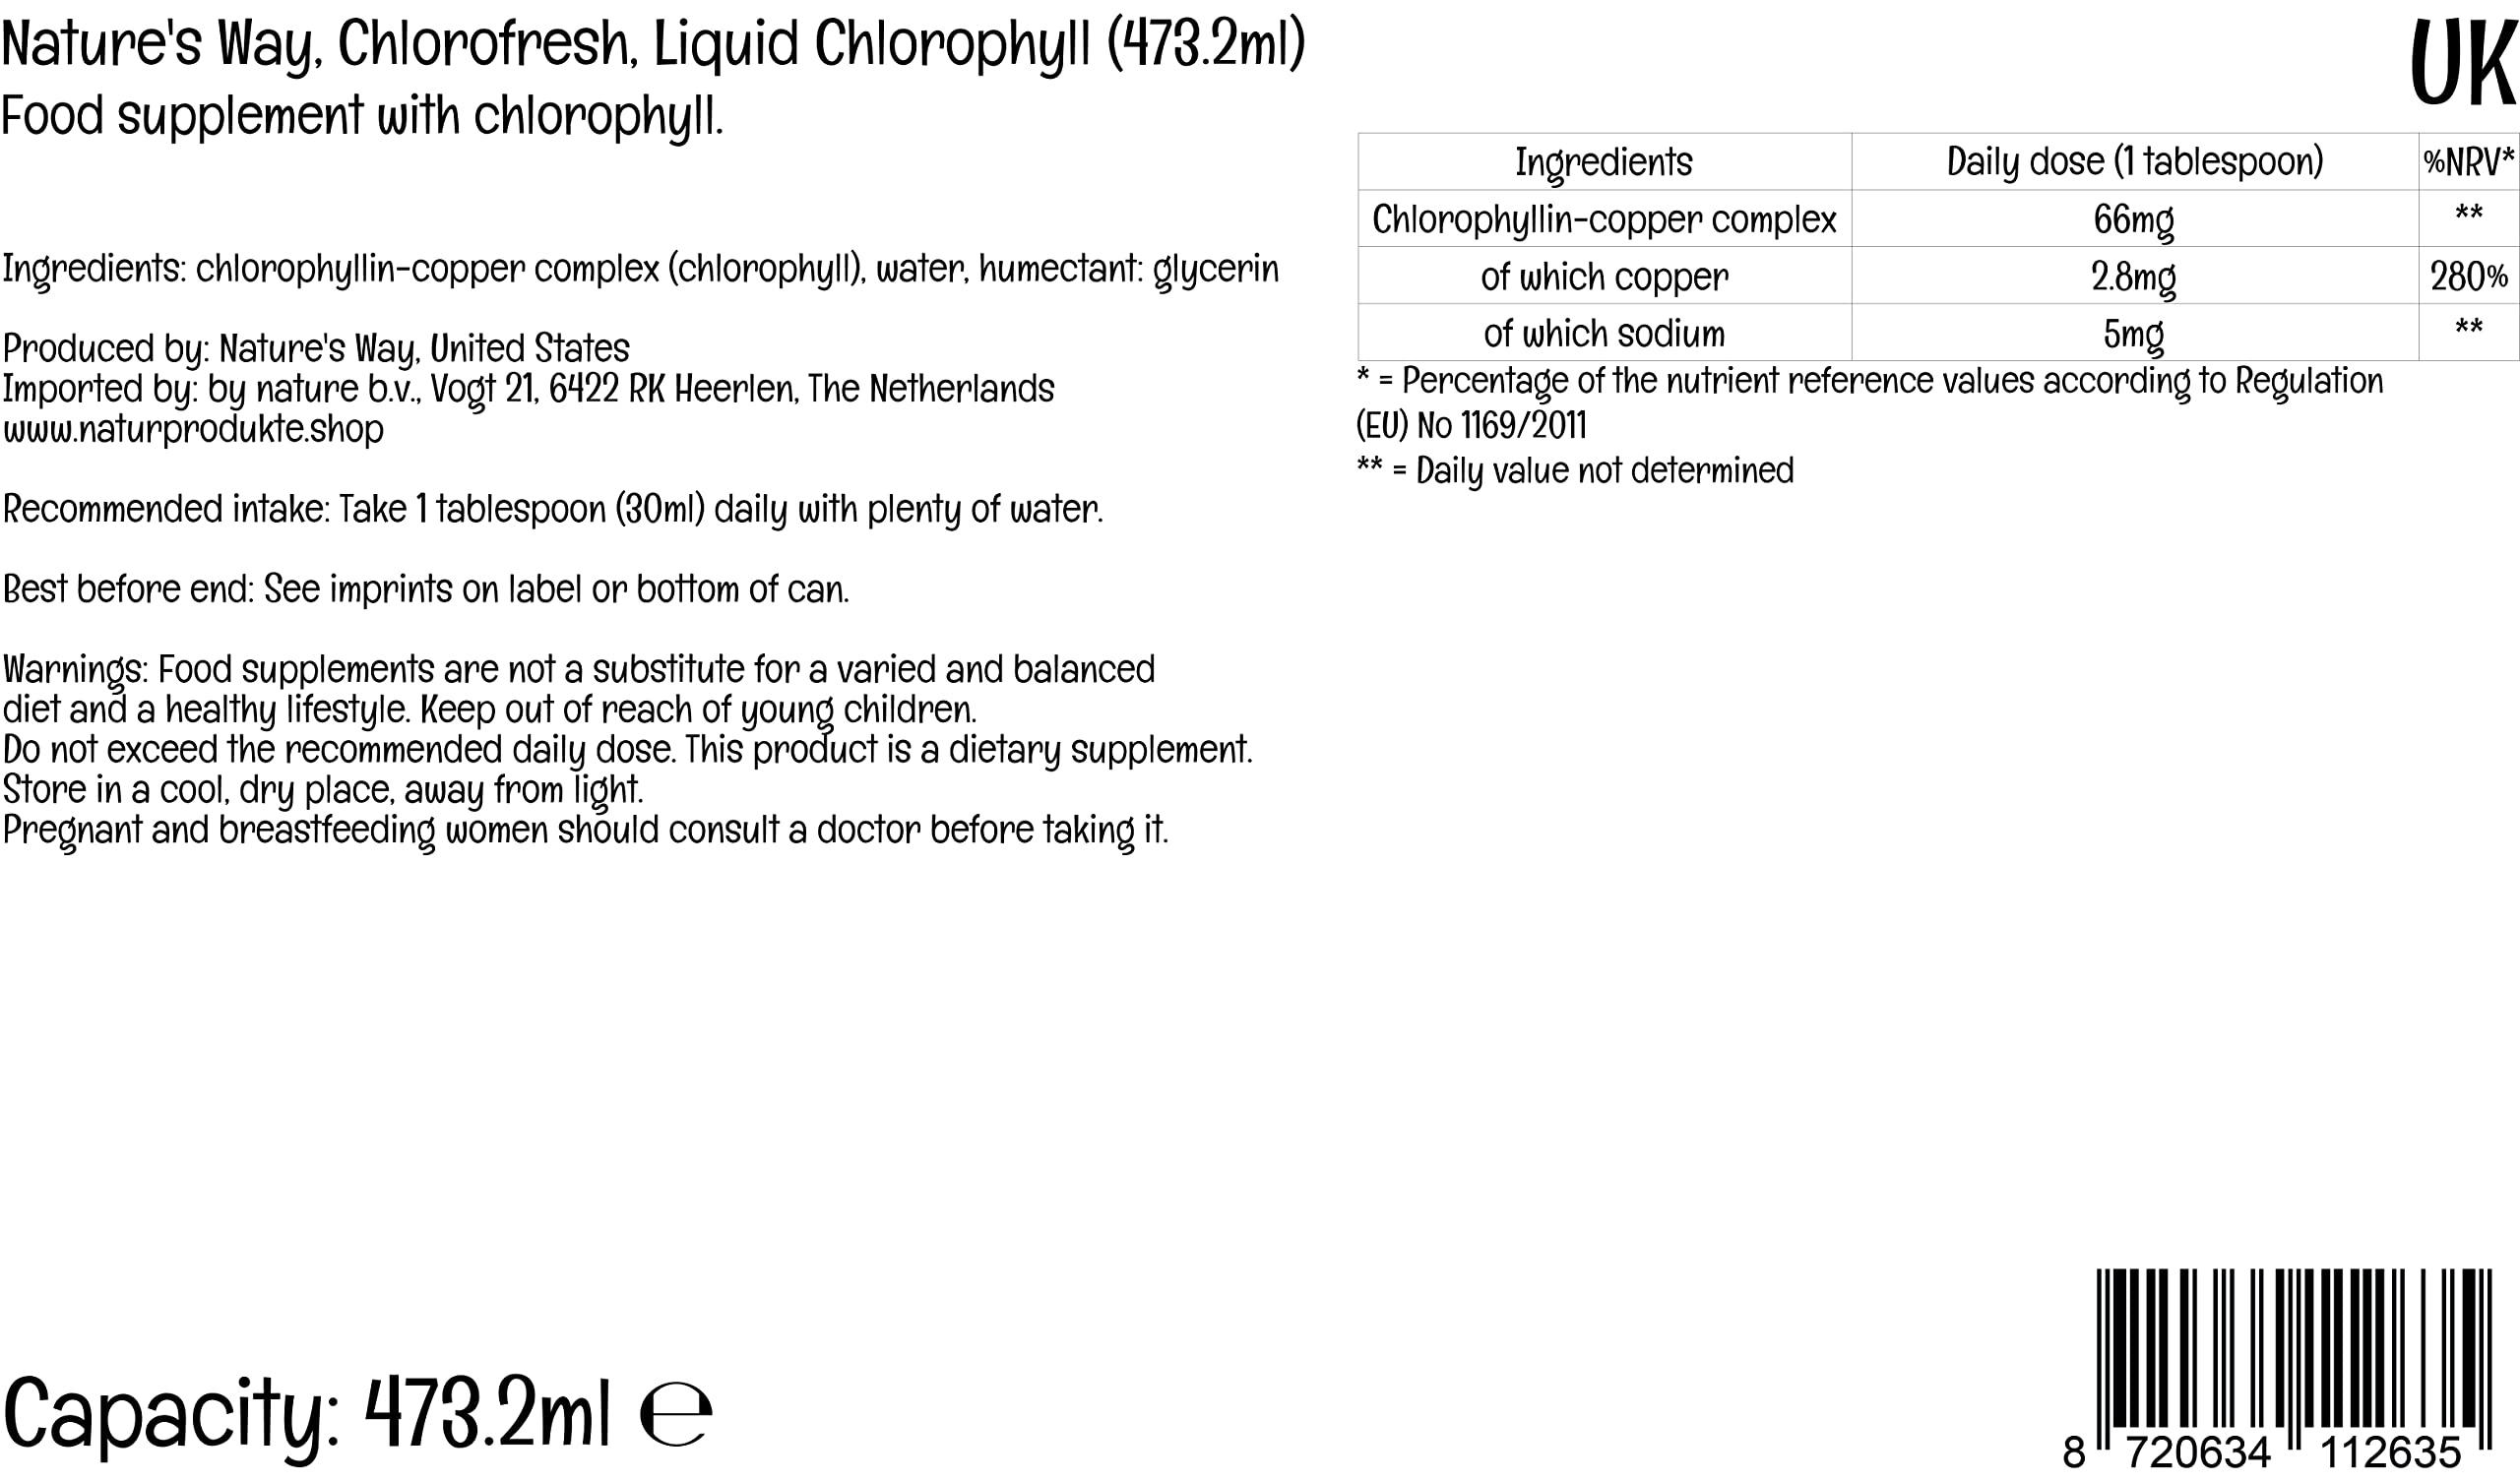 Nature's Way, Chlorofresh, Liquid Chlorophyll (473.2ml)
Food supplement with chlorophyll.
Ingredients: chlorophyllin-copper complex (chlorophyll), water, humectant: glycerin
Produced by: Nature's Way, United States
Imported by: by nature b.v., Vogt 21, 6422 RK Heerlen, The Netherlands
www.naturprodukte.shop
Recommended intake: Take 1 tablespoon (30ml) daily with plenty of water.
Best before end: See imprints on label or bottom of can.
Warnings: Food supplements are not a substitute for a varied and balanced
diet and a healthy lifestyle. Keep out of reach of young children.
Do not exceed the recommended daily dose. This product is a dietary supplement.
Store in a cool, dry place, away from light.
Pregnant and breastfeeding women should consult a doctor before taking it.
Capacity: 473.2ml ℮
UK
Ingredients Daily dose (1 tablespoon) %NRV*
Chlorophyllin-copper complex 66mg **
of which copper 2.8mg 280%
of which sodium 5mg **
* = Percentage of the nutrient reference values according to Regulation
(EU) No 1169/2011
** = Daily value not determined
8 720634 112635